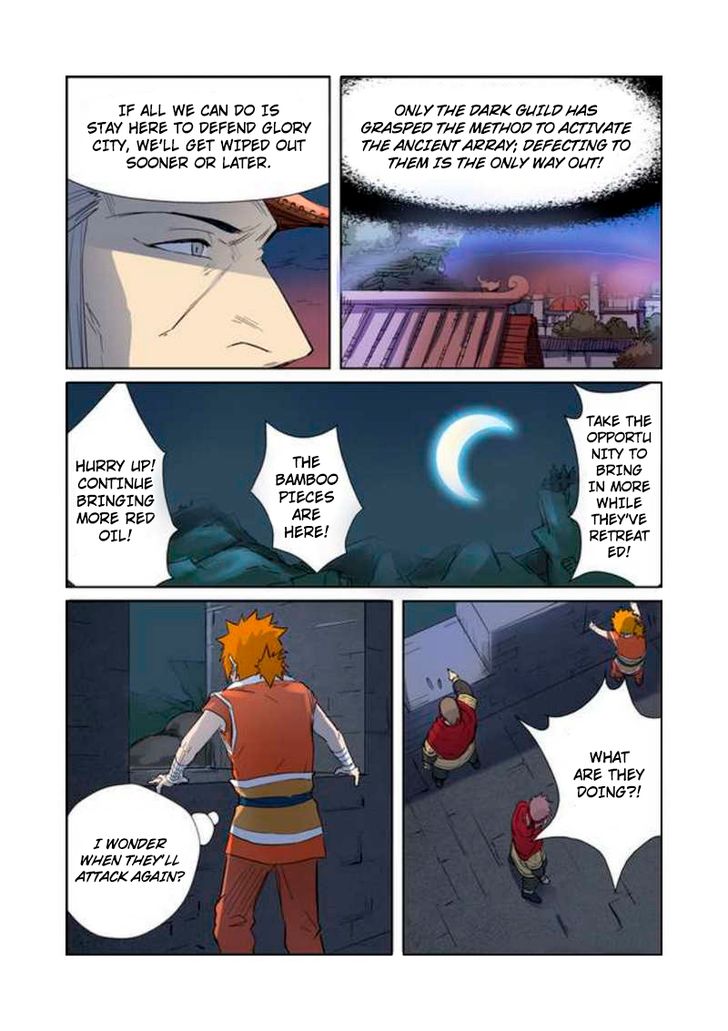 IF ALL WE CAN DO IS
STAY HERE TO DEFEND GLORY
CITY, WE'LL GET WIPED OUT
SOONER OR LATER.
ONLY THE DARK GUILD HAS
GRASPED THE METHOD TO ACTIVATE
THE ANCIENT ARRAY; DEFECTING TO
THEM IS THE ONLY WAY OUT!
HURRY UP!
CONTINUE
BRINGING
MORE RED
OIL!
THE
BAMBOO
PIECES
ARE
HERE!
TAKE THE
OPPORTU
NITY TO
BRING
IN MORE
WHILE
THEY'VE
RETREAT
ED!
I WONDER
WHEN THEY'LL
ATTACK AGAIN?
WHAT
ARE THEY
DOING?!